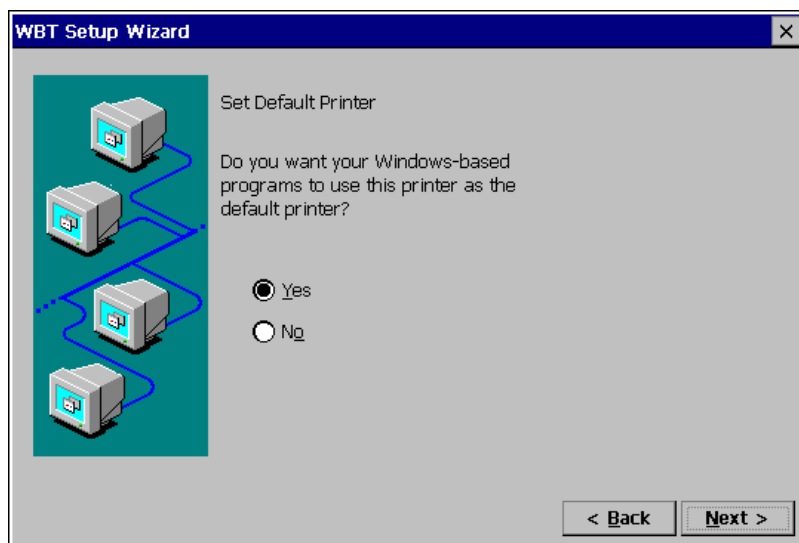 WBT Setup Wizard
Set Default Printer
Do you want your Windows-based
programs to use this printer as the
default printer?
Yes
No
< Back
Next >